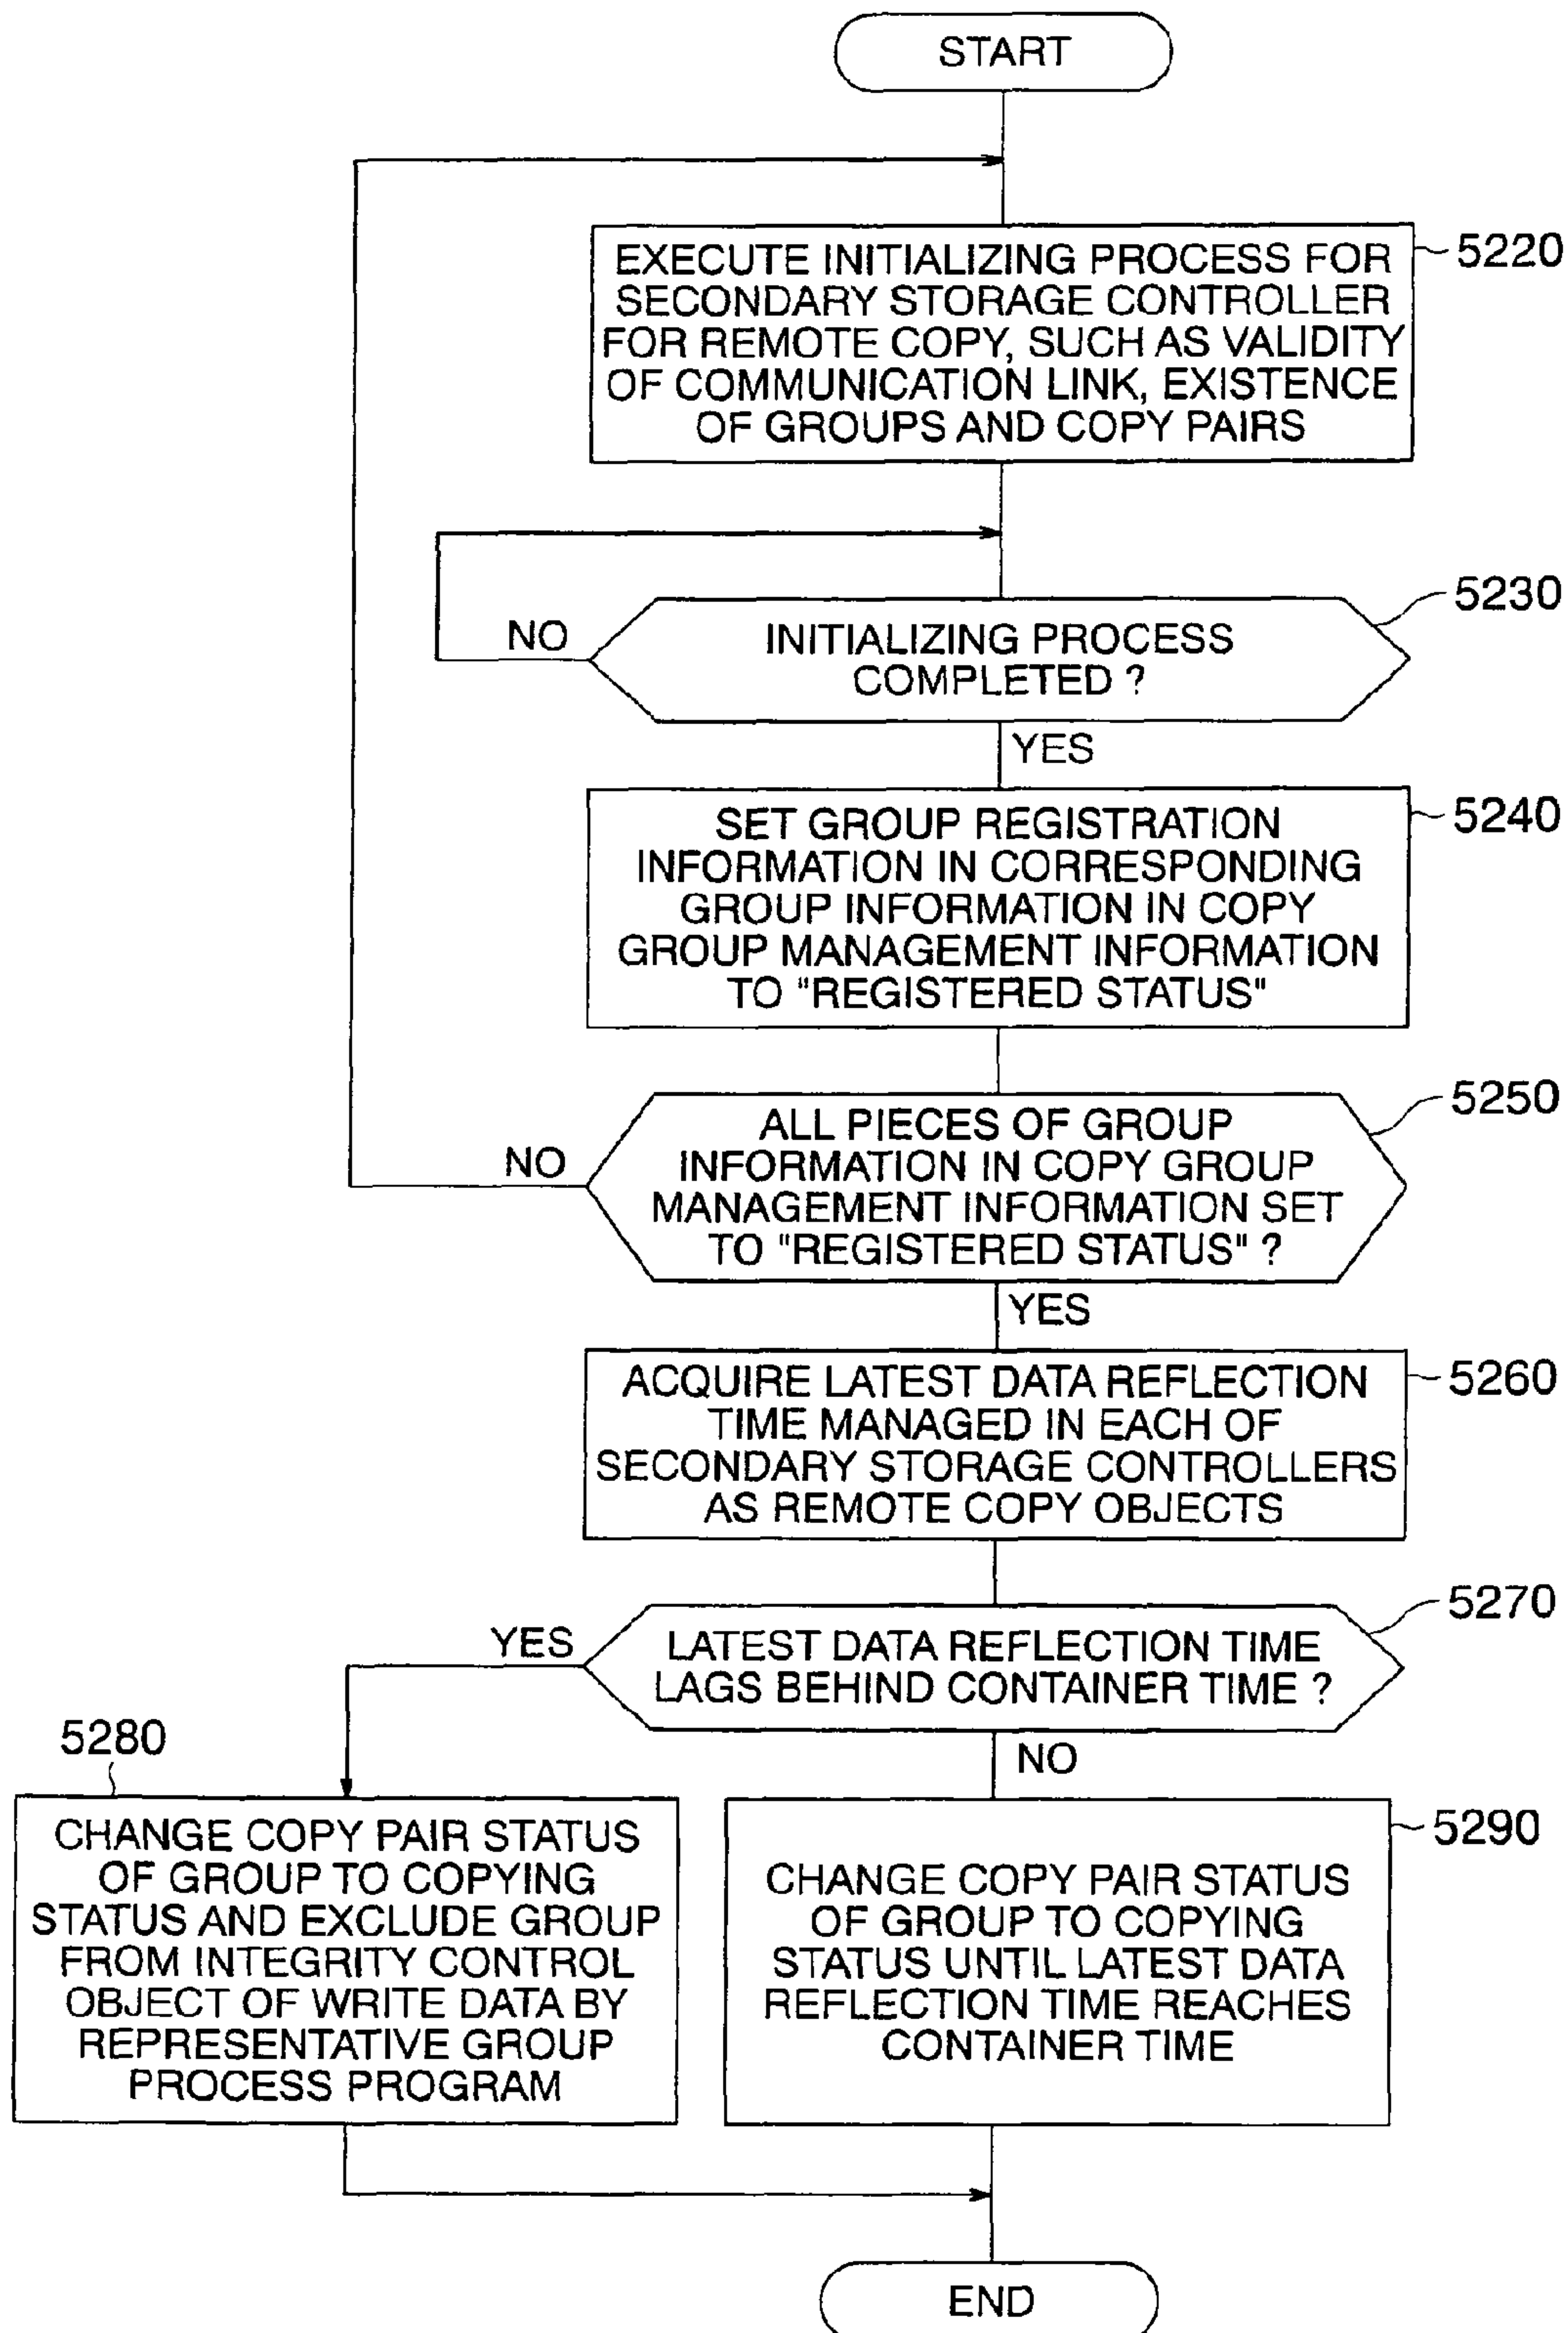 START
EXECUTE INITIALIZING PROCESS FOR
SECONDARY STORAGE CONTROLLER
FOR REMOTE COPY, SUCH AS VALIDITY
OF COMMUNICATION LINK, EXISTENCE
OF GROUPS AND COPY PAIRS
5220
INITIALIZING PROCESS
COMPLETED ?
5230
NO
YES
SET GROUP REGISTRATION
INFORMATION IN CORRESPONDING
GROUP INFORMATION IN COPY
GROUP MANAGEMENT INFORMATION
TO "REGISTERED STATUS"
5240
ALL PIECES OF GROUP
INFORMATION IN COPY GROUP
MANAGEMENT INFORMATION SET
TO "REGISTERED STATUS" ?
5250
NO
YES
ACQUIRE LATEST DATA REFLECTION
TIME MANAGED IN EACH OF
SECONDARY STORAGE CONTROLLERS
AS REMOTE COPY OBJECTS
5260
LATEST DATA REFLECTION TIME
LAGS BEHIND CONTAINER TIME ?
5270
YES
NO
5280
CHANGE COPY PAIR STATUS
OF GROUP TO COPYING
STATUS AND EXCLUDE GROUP
FROM INTEGRITY CONTROL
OBJECT OF WRITE DATA BY
REPRESENTATIVE GROUP
PROCESS PROGRAM
5290
CHANGE COPY PAIR STATUS
OF GROUP TO COPYING
STATUS UNTIL LATEST DATA
REFLECTION TIME REACHES
CONTAINER TIME
END